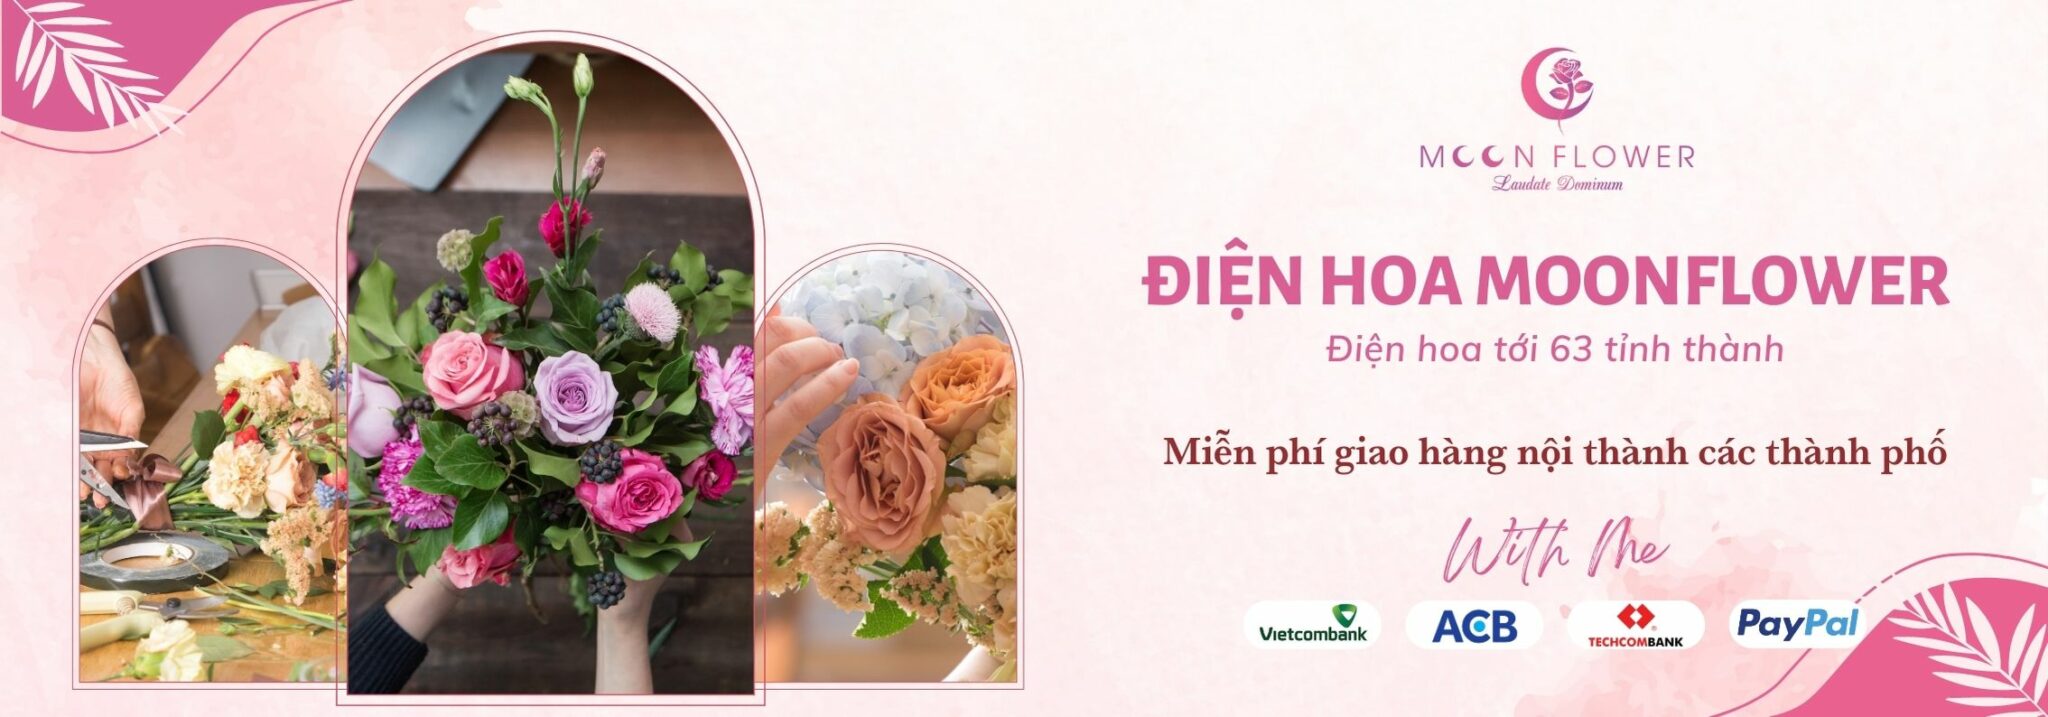 MOON FLOWER
Laudate Dominum
ĐIỆN HOA MOONFLOWER
Điện hoa tới 63 tỉnh thành
Miễn phí giao hàng nội thành các thành phố
With Me
Vietcombank
ACB
TECHCOMBANK
PayPal